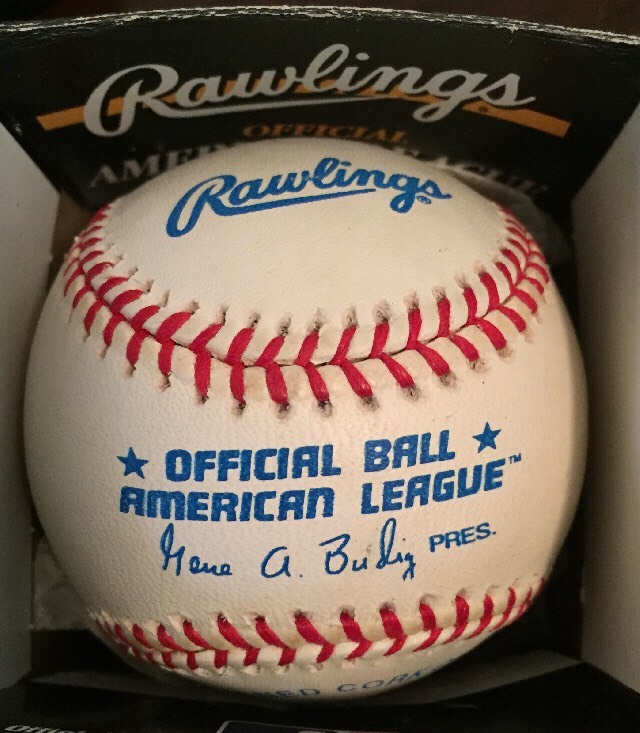 Rawlings
OFFICIAL
Rawlings®
★ OFFICIAL BALL ★
AMERICAN LEAGUE™
Gene A. Budig PRES.